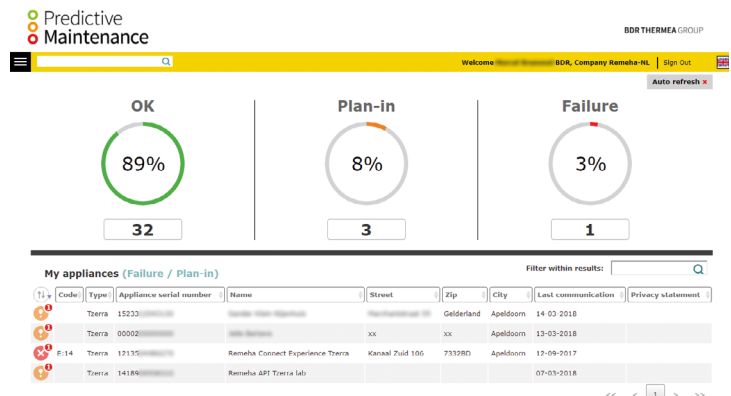 Predictive
Maintenance
BDR THERMEA GROUP
Welcome BDR, Company Remeha-NL | Sign Out
Auto refresh ×
OK Plan-in Failure
89% 8% 3%
32 3 1
My appliances (Failure / Plan-in)
Filter within results:
Code Type Appliance serial number Name Street Zip City Last communication Privacy statement
1 Tzerra 15233 Gelderland Apeldoorn 14-03-2018
1 Tzerra 00002 xx xx Apeldoorn 13-03-2018
1 E:14 Tzerra 12135 Remeha Connect Experience Tzerra Kanaal Zuid 106 7332BD Apeldoorn 12-09-2017
1 Tzerra 14189 Remeha API Tzerra lab 07-03-2018
<< < 1 > >>